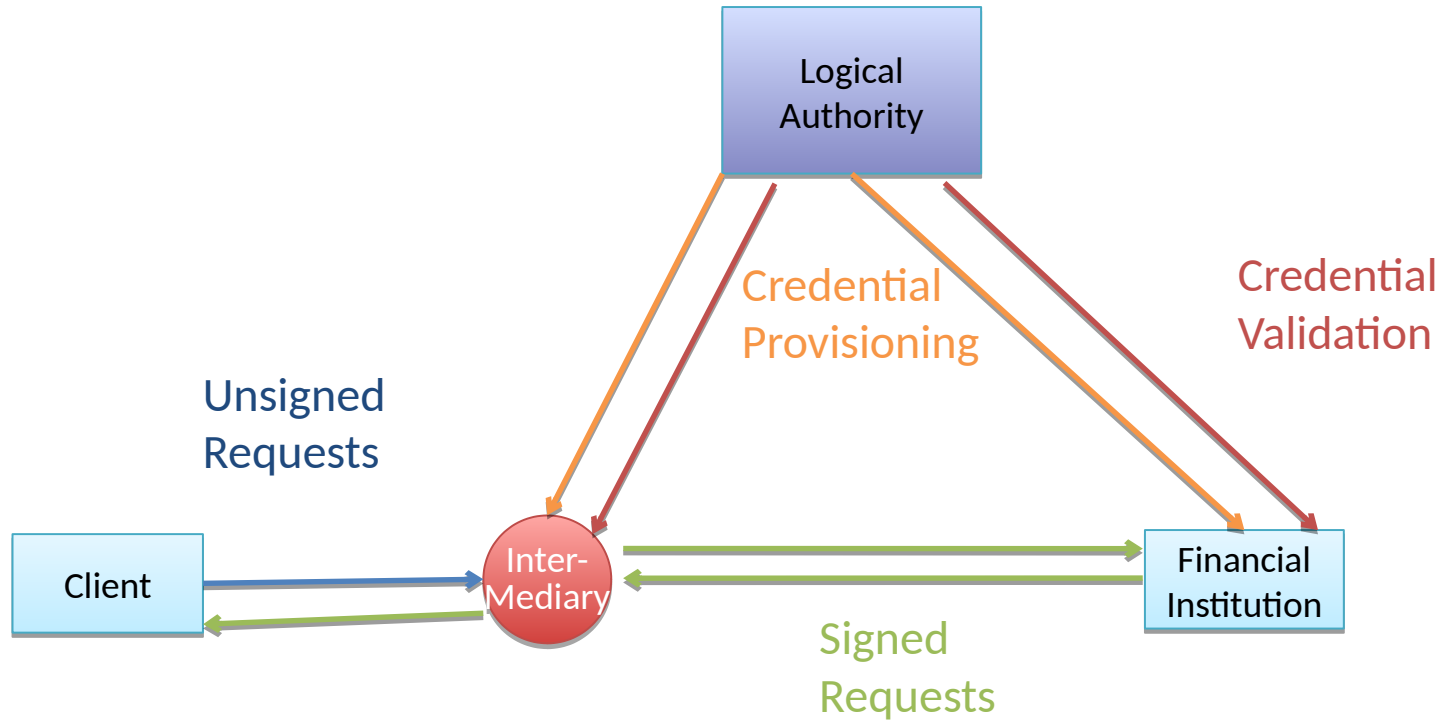 Logical
Authority
Credential
Provisioning
Credential
Validation
Unsigned
Requests
Client
Inter-
Mediary
Financial
Institution
Signed
Requests